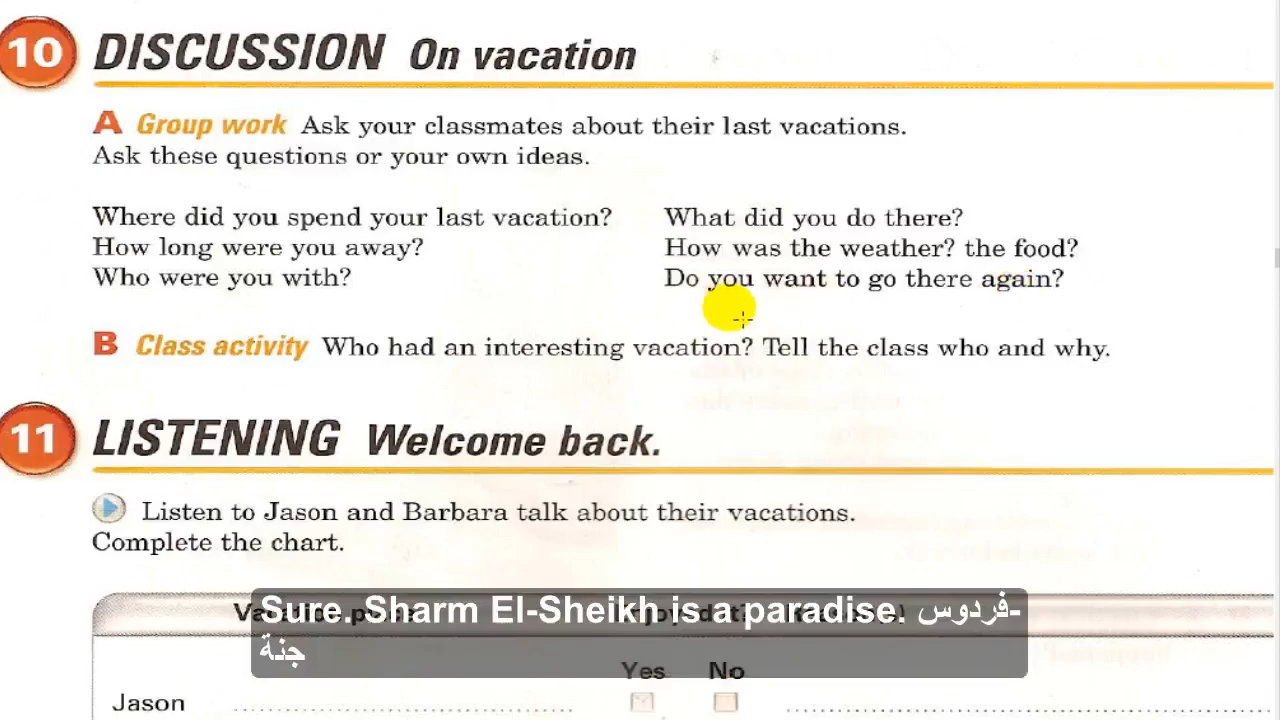 10 DISCUSSION On vacation
A Group work Ask your classmates about their last vacations.
Ask these questions or your own ideas.
Where did you spend your last vacation?
How long were you away?
Who were you with?
What did you do there?
How was the weather? the food?
Do you want to go there again?
B Class activity Who had an interesting vacation? Tell the class who and why.
11 LISTENING Welcome back.
Listen to Jason and Barbara talk about their vacations.
Complete the chart.
Sure. Sharm El-Sheikh is a paradise. فردوس-
جنة
Yes No
Jason